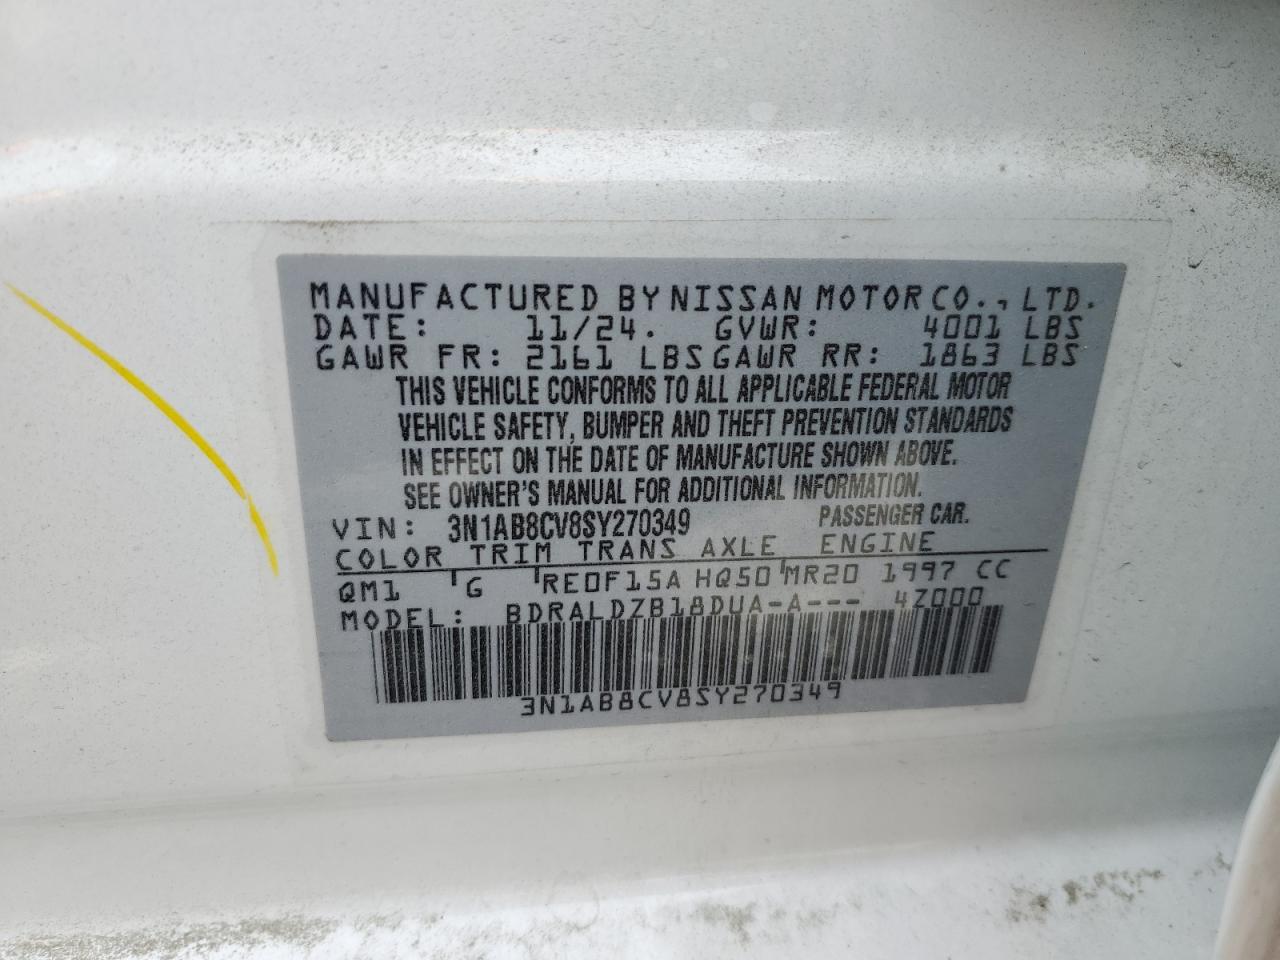 MANUFACTURED BY NISSAN MOTOR CO., LTD.
DATE: 11/24. GVWR: 4001 LBS
GAWR FR: 2161 LBS GAWR RR: 1863 LBS
THIS VEHICLE CONFORMS TO ALL APPLICABLE FEDERAL MOTOR
VEHICLE SAFETY, BUMPER AND THEFT PREVENTION STANDARDS
IN EFFECT ON THE DATE OF MANUFACTURE SHOWN ABOVE.
SEE OWNER'S MANUAL FOR ADDITIONAL INFORMATION.
VIN: 3N1AB8CV8SY270349 PASSENGER CAR.
COLOR TRIM TRANS AXLE ENGINE
QM1 G RE0F15A HQ50 MR20 1997 CC
MODEL: BDRALDZB18DUA-A--- 4Z000
3N1AB8CV8SY270349